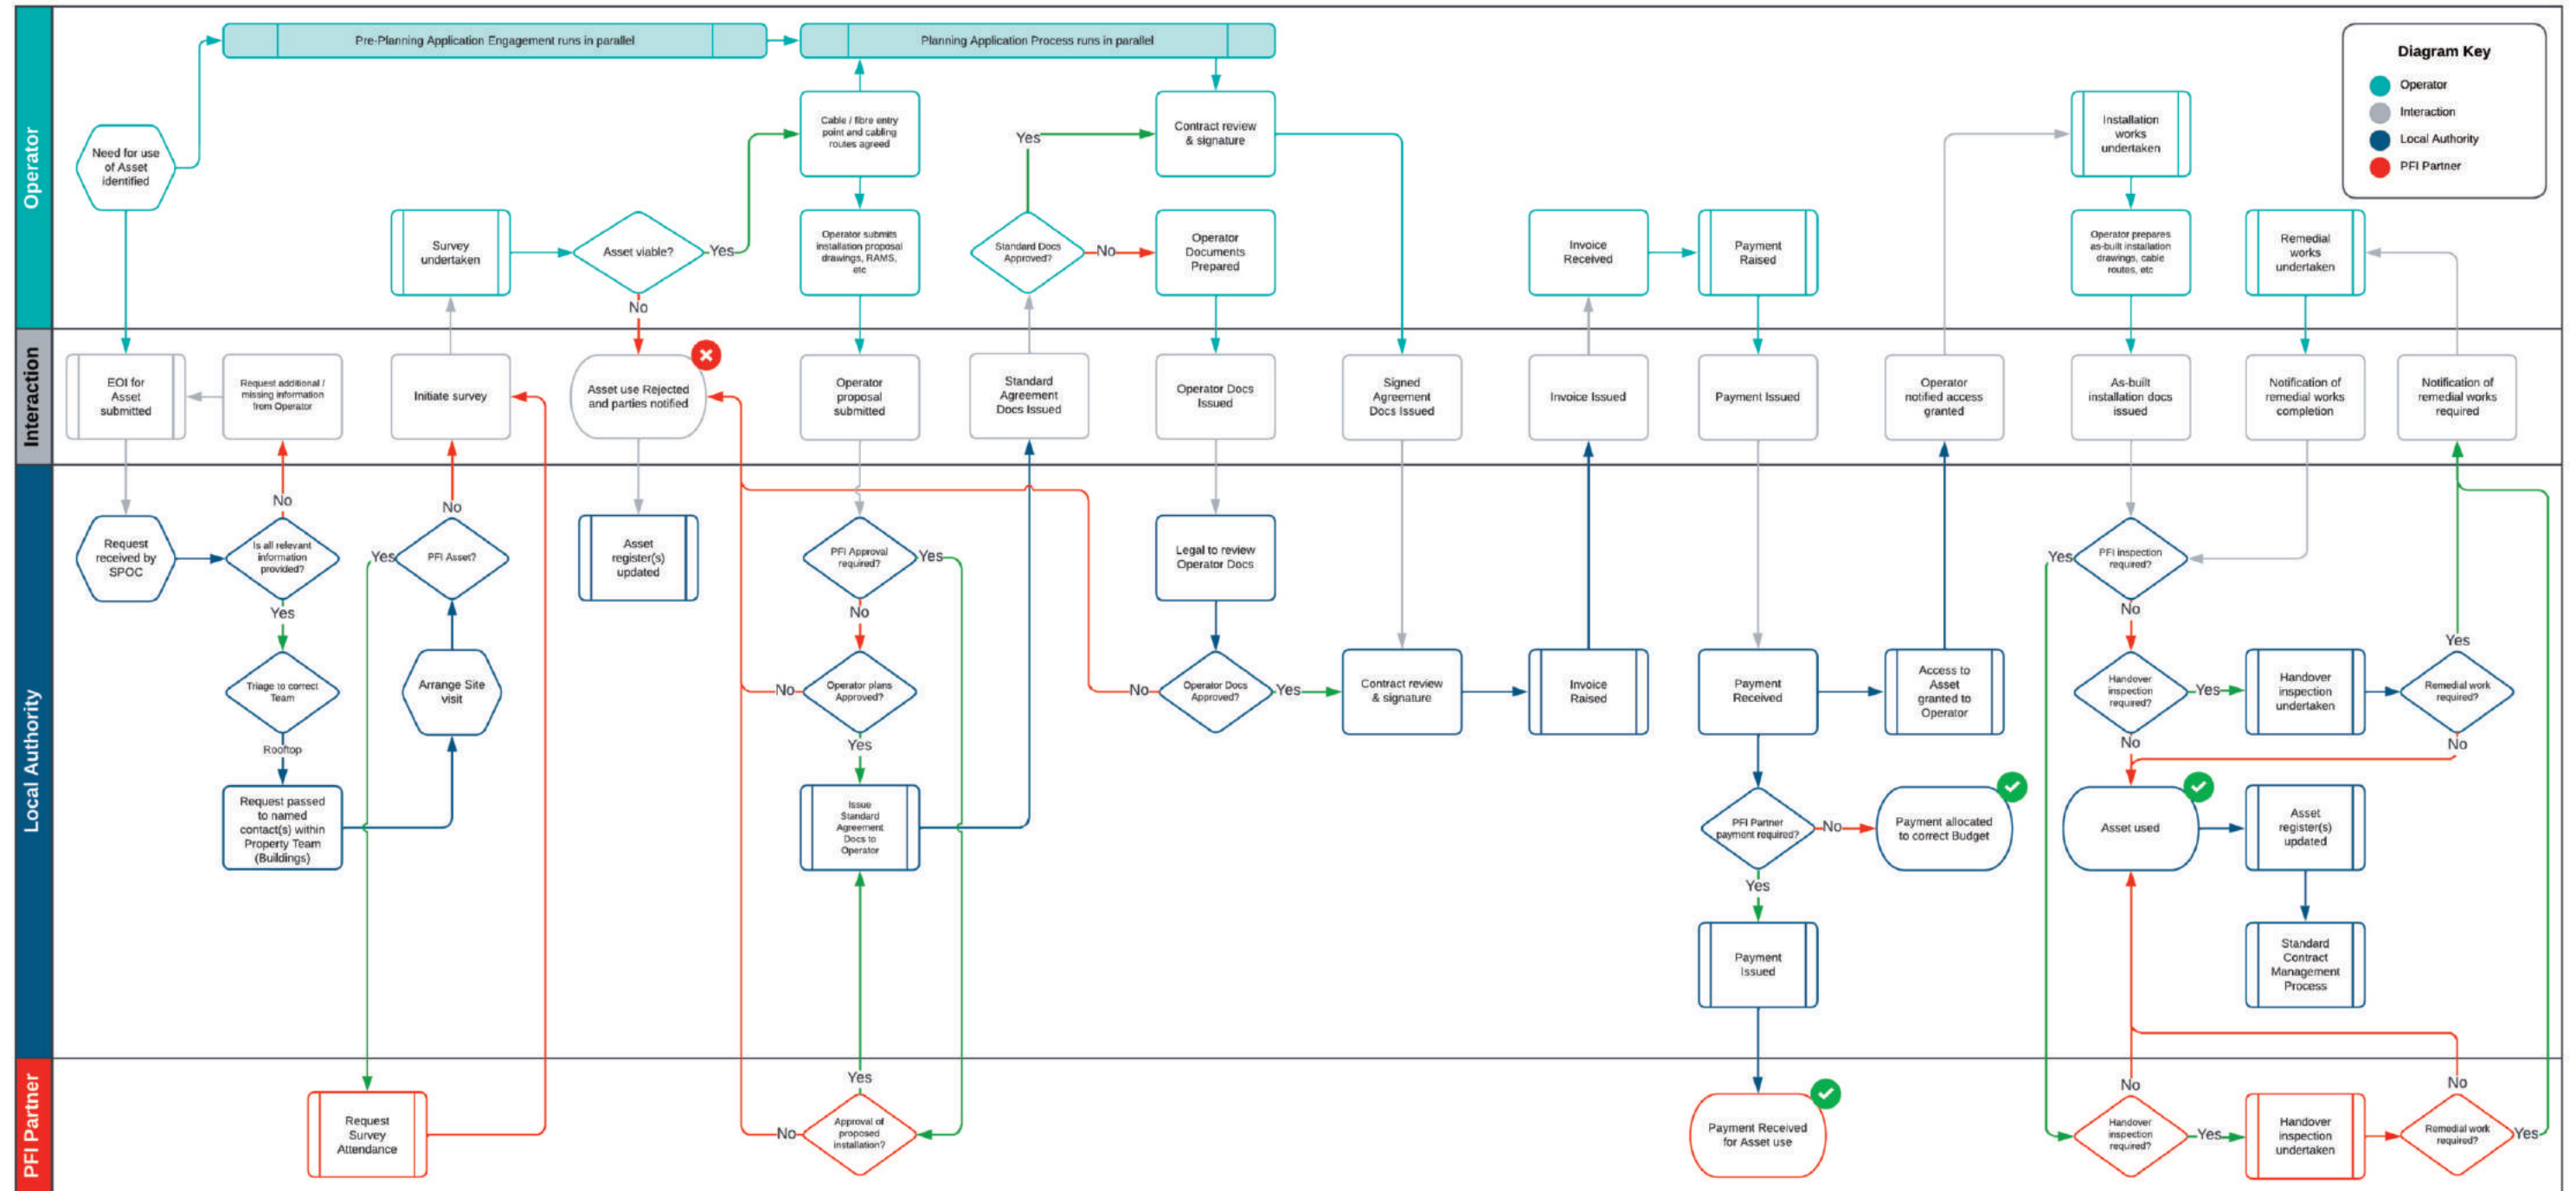 Pre-Planning Application Engagement runs in parallel
Planning Application Process runs in parallel
Diagram Key
Operator
Interaction
Local Authority
PFI Partner
Operator
Need for use
of Asset
identified
Survey
undertaken
Asset viable?
Yes
No
Cable / fibre entry
point and cabling
routes agreed
Operator submits
installation proposal
drawings, RAMS,
etc
Yes
Standard Docs
Approved?
No
Contract review
& signature
Operator
Documents
Prepared
Invoice
Received
Payment
Raised
Installation
works
undertaken
Operator prepares
as-built installation
drawings, cable
routes, etc
Remedial
works
undertaken
Interaction
EOI for
Asset
submitted
Request additional /
missing information
from Operator
Initiate survey
Asset use Rejected
and parties notified
Operator
proposal
submitted
Standard
Agreement
Docs Issued
Operator Docs
Issued
Signed
Agreement
Docs Issued
Invoice Issued
Payment Issued
Operator
notified access
granted
As-built
installation docs
issued
Notification of
remedial works
completion
Notification of
remedial works
required
Local Authority
Request
received by
SPOC
No
Is all relevant
information
provided?
Yes
Triage to correct
Team
Rooftop
Request passed
to named
contact(s) within
Property Team
(Buildings)
No
Yes
PFI Asset?
Arrange Site
visit
Asset
register(s)
updated
PFI Approval
required?
Yes
No
No
Operator plans
Approved?
Yes
Issue
Standard
Agreement
Docs to
Operator
Legal to review
Operator Docs
No
Operator Docs
Approved?
Yes
Contract review
& signature
Invoice
Raised
Payment
Received
Access to
Asset
granted to
Operator
PFI Partner
payment required?
No
Payment allocated
to correct Budget
Yes
Payment
Issued
Yes
PFI inspection
required?
No
Handover
inspection
required?
Yes
Handover
inspection
undertaken
Yes
Remedial work
required?
No
No
Asset used
Asset
register(s)
updated
Standard
Contract
Management
Process
PFI Partner
Request
Survey
Attendance
Yes
No
Approval of
proposed
installation?
Payment Received
for Asset use
No
Handover
inspection
required?
Yes
Handover
inspection
undertaken
No
Remedial work
required?
Yes